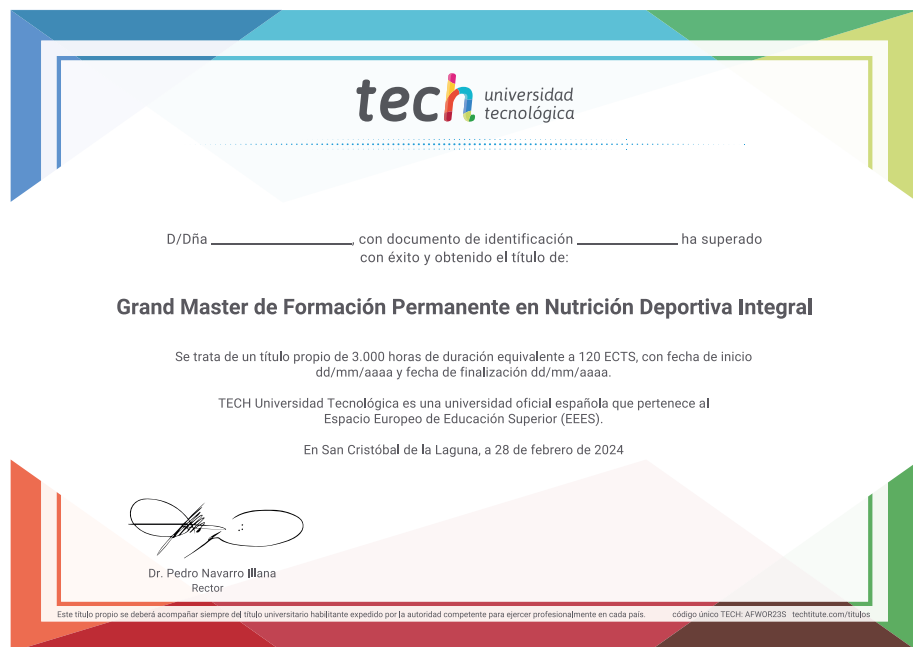 tech universidad
tecnológica
D/Dña ____________________, con documento de identificación ______________ ha superado
con éxito y obtenido el título de:
Grand Master de Formación Permanente en Nutrición Deportiva Integral
Se trata de un título propio de 3.000 horas de duración equivalente a 120 ECTS, con fecha de inicio
dd/mm/aaaa y fecha de finalización dd/mm/aaaa.
TECH Universidad Tecnológica es una universidad oficial española que pertenece al
Espacio Europeo de Educación Superior (EEES).
En San Cristóbal de la Laguna, a 28 de febrero de 2024
Dr. Pedro Navarro Illana
Rector
Este título propio se deberá acompañar siempre del título universitario habilitante expedido por la autoridad competente para ejercer profesionalmente en cada país. código único TECH: AFWOR23S techtitute.com/titulos